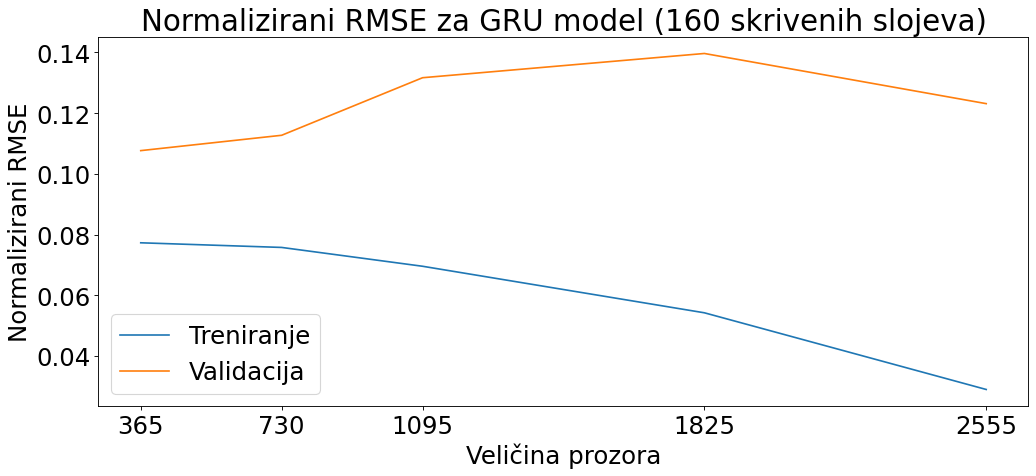 Normalizirani RMSE za GRU model (160 skrivenih slojeva)
Normalizirani RMSE
0.14
0.12
0.10
0.08
0.06
0.04
Treniranje
Validacija
365 730 1095 1825 2555
Veličina prozora